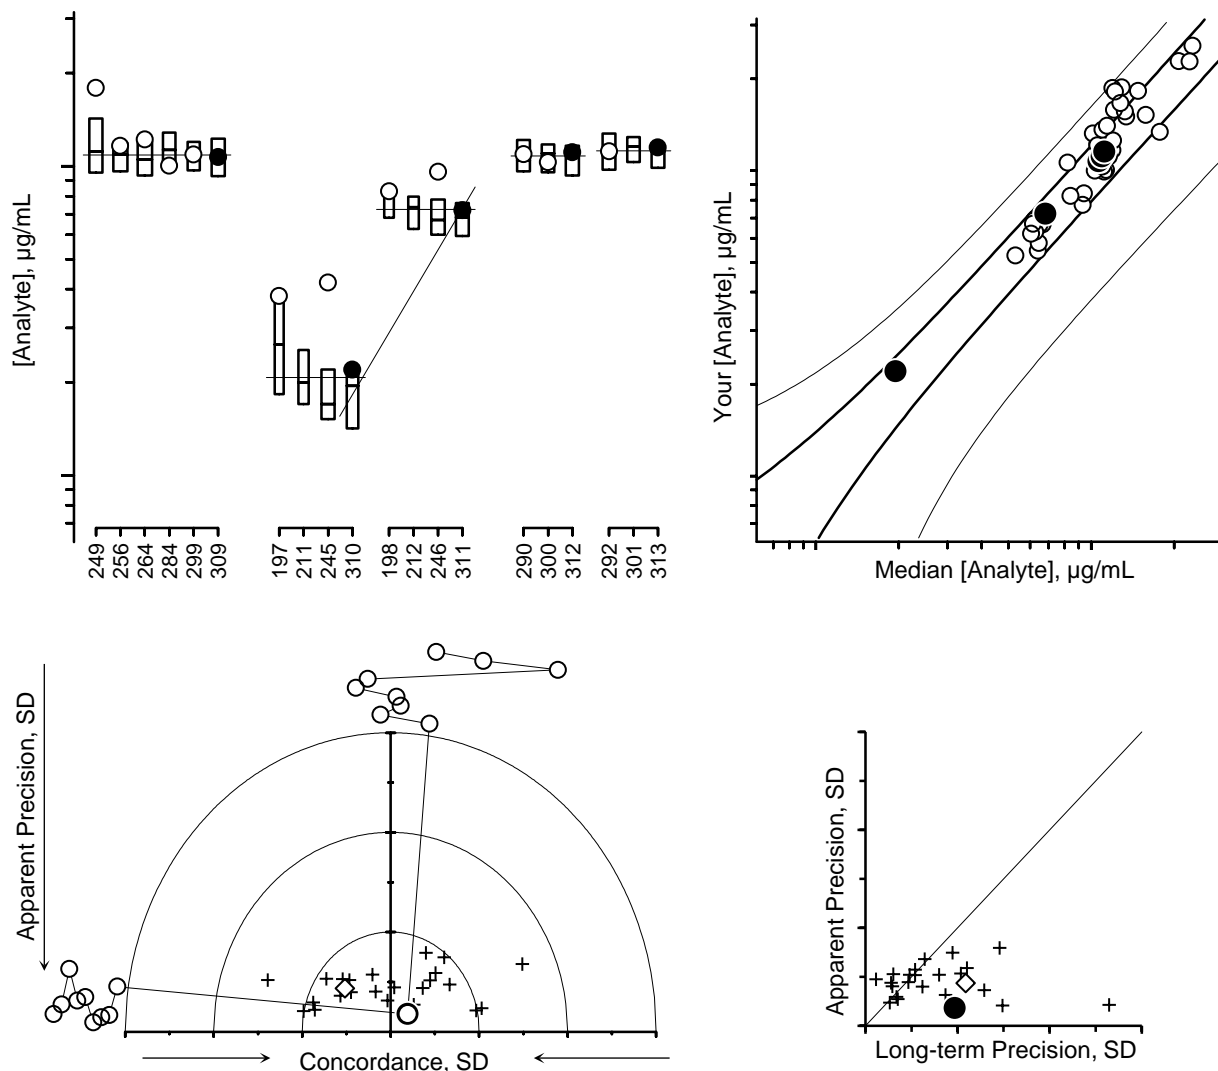 [Analyte], µg/mL
249
256
264
284
299
309
197
211
245
310
198
212
246
311
290
300
312
292
301
313
Your [Analyte], µg/mL
Median [Analyte], µg/mL
Apparent Precision, SD
Concordance, SD
Apparent Precision, SD
Long-term Precision, SD